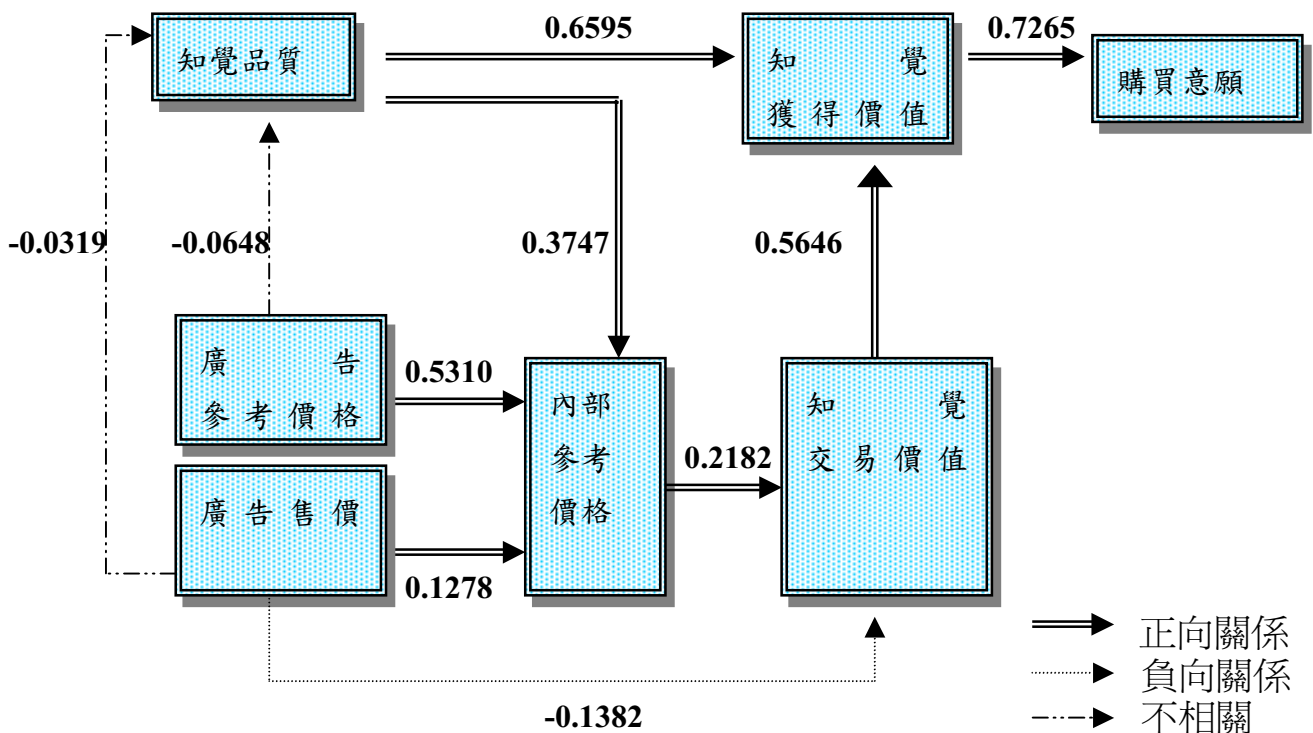 0.6595
0.7265
知覺品質
知覺
獲得價值
購買意願
-0.0319
-0.0648
0.3747
0.5646
廣告
參考價格
0.5310
內部
參考
價格
知覺
交易價值
0.2182
廣告售價
0.1278
正向關係
負向關係
不相關
-0.1382